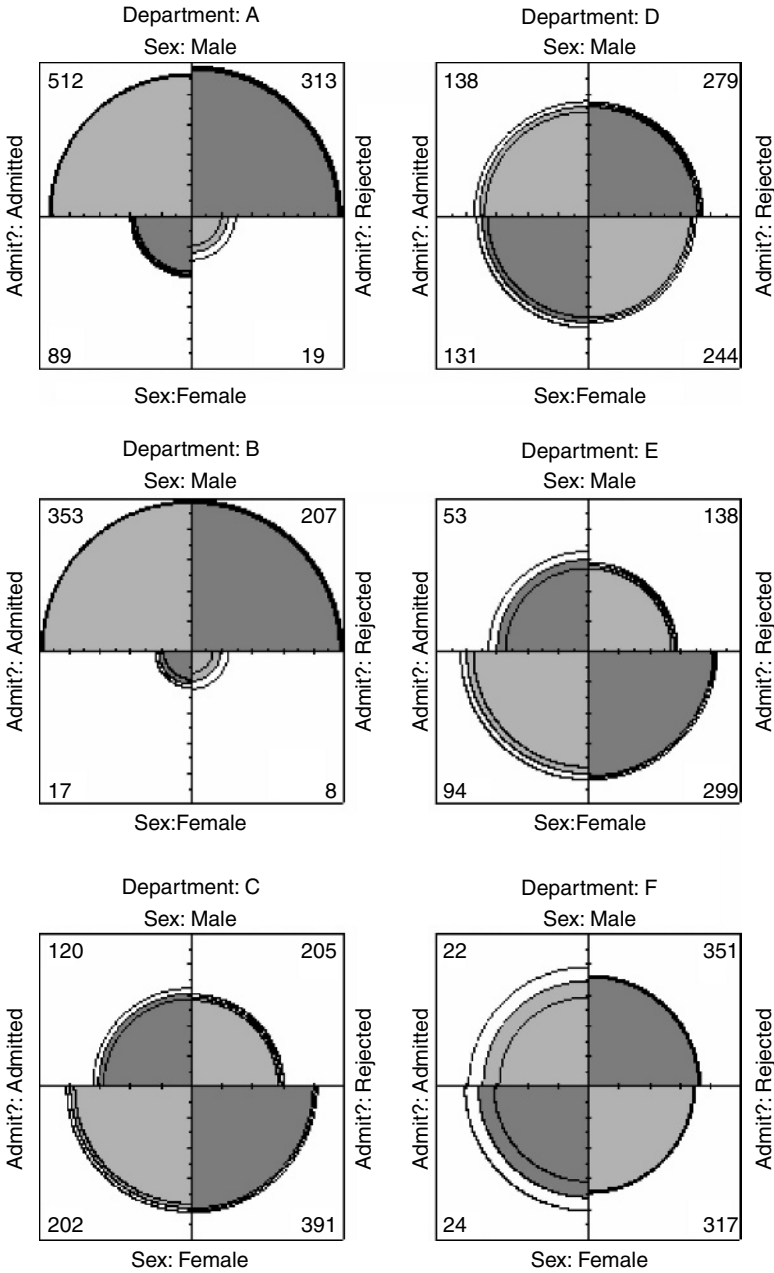 Department: A
Sex: Male
512
313
Admit?: Admitted
Admit?: Rejected
89
19
Sex:Female
Department: D
Sex: Male
138
279
Admit?: Admitted
Admit?: Rejected
131
244
Sex:Female
Department: B
Sex: Male
353
207
Admit?: Admitted
Admit?: Rejected
17
8
Sex:Female
Department: E
Sex: Male
53
138
Admit?: Admitted
Admit?: Rejected
94
299
Sex:Female
Department: C
Sex: Male
120
205
Admit?: Admitted
Admit?: Rejected
202
391
Sex: Female
Department: F
Sex: Male
22
351
Admit?: Admitted
Admit?: Rejected
24
317
Sex: Female